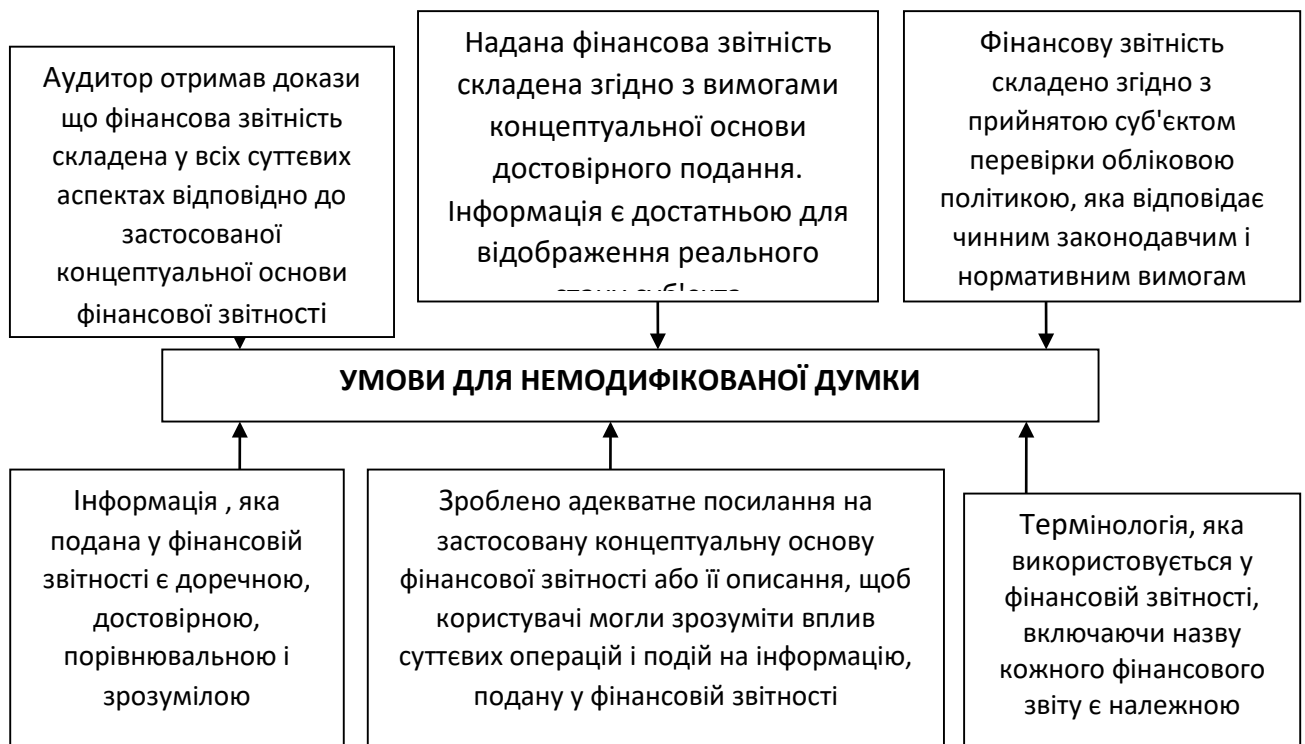 Аудитор отримав докази
що фінансова звітність
складена у всіх суттєвих
аспектах відповідно до
застосованої
концептуальної основи
фінансової звітності
Надана фінансова звітність
складена згідно з вимогами
концептуальної основи
достовірного подання.
Інформація є достатньою для
відображення реального
Фінансову звітність
складено згідно з
прийнятою суб'єктом
перевірки обліковою
політикою, яка відповідає
чинним законодавчим і
нормативним вимогам
УМОВИ ДЛЯ НЕМОДИФІКОВАНОЇ ДУМКИ
Інформація , яка
подана у фінансовій
звітності є доречною,
достовірною,
порівнювальною і
зрозумілою
Зроблено адекватне посилання на
застосовану концептуальну основу
фінансової звітності або її описання, щоб
користувачі могли зрозуміти вплив
суттєвих операцій і подій на інформацію,
подану у фінансовій звітності
Термінологія, яка
використовується у
фінансовій звітності,
включаючи назву
кожного фінансового
звіту є належною